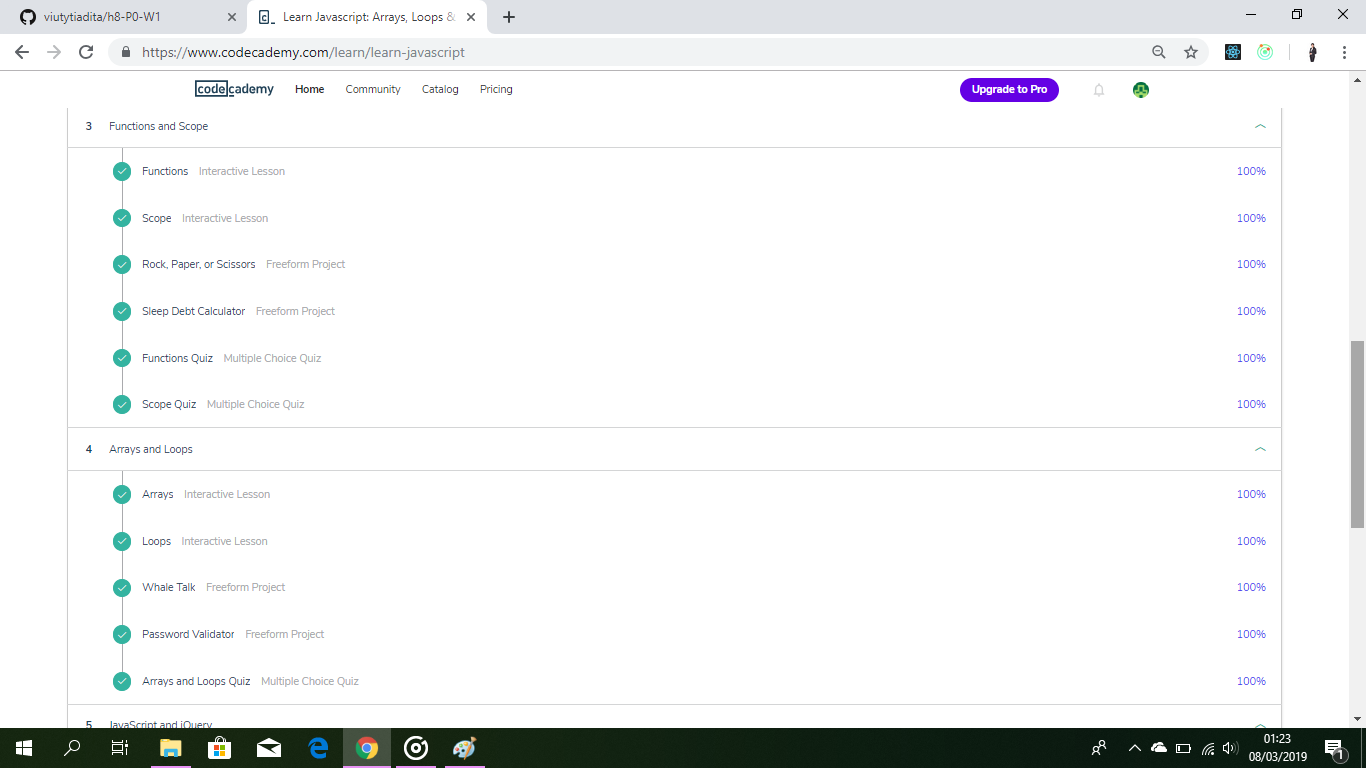 viutytiadita/h8-P0-W1
Learn Javascript: Arrays, Loops &
https://www.codecademy.com/learn/learn-javascript
codecademy Home Community Catalog Pricing Upgrade to Pro
3 Functions and Scope
Functions Interactive Lesson 100%
Scope Interactive Lesson 100%
Rock, Paper, or Scissors Freeform Project 100%
Sleep Debt Calculator Freeform Project 100%
Functions Quiz Multiple Choice Quiz 100%
Scope Quiz Multiple Choice Quiz 100%
4 Arrays and Loops
Arrays Interactive Lesson 100%
Loops Interactive Lesson 100%
Whale Talk Freeform Project 100%
Password Validator Freeform Project 100%
Arrays and Loops Quiz Multiple Choice Quiz 100%
5 JavaScript and jQuery
01:23
08/03/2019
1